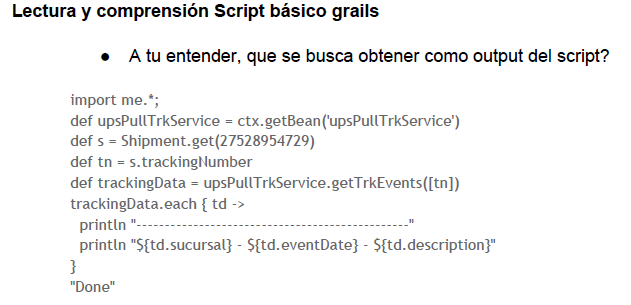 Lectura y comprensión Script básico grails
● A tu entender, que se busca obtener como output del script?
import me.*;
def upsPullTrkService = ctx.getBean('upsPullTrkService')
def s = Shipment.get(27528954729)
def tn = s.trackingNumber
def trackingData = upsPullTrkService.getTrkEvents([tn])
trackingData.each { td ->
println "------------------------------------------------"
println "${td.sucursal} - ${td.eventDate} - ${td.description}"
}
"Done"